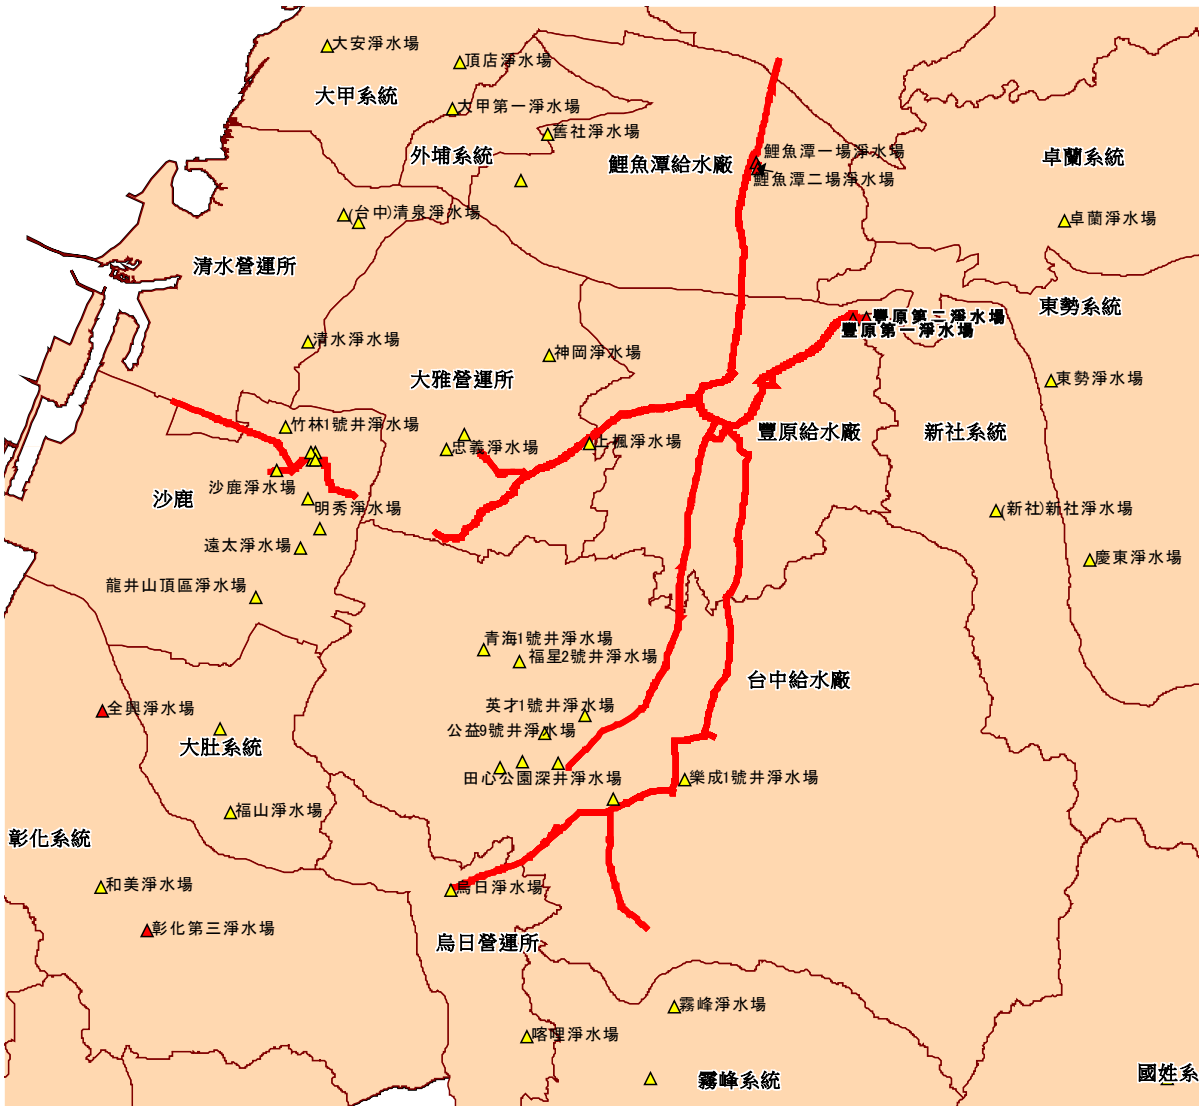 大安淨水場
頂店淨水場
大甲系統
大甲第一淨水場
舊社淨水場
外埔系統
鯉魚潭給水廠
鯉魚潭一場淨水場
鯉魚潭二場淨水場
卓蘭系統
卓蘭淨水場
(台中)清泉淨水場
清水營運所
東勢系統
豐原第二淨水場
豐原第一淨水場
清水淨水場
神岡淨水場
大雅營運所
東勢淨水場
竹林1號井淨水場
忠義淨水場
上楓淨水場
豐原給水廠
新社系統
沙鹿淨水場
沙鹿
明秀淨水場
(新社)新社淨水場
遠太淨水場
慶東淨水場
龍井山頂區淨水場
青海1號井淨水場
福星2號井淨水場
台中給水廠
全興淨水場
英才1號井淨水場
公益9號井淨水場
大肚系統
田心公園深井淨水場
樂成1號井淨水場
福山淨水場
彰化系統
和美淨水場
烏日淨水場
彰化第三淨水場
烏日營運所
霧峰淨水場
喀哩淨水場
霧峰系統
國姓系